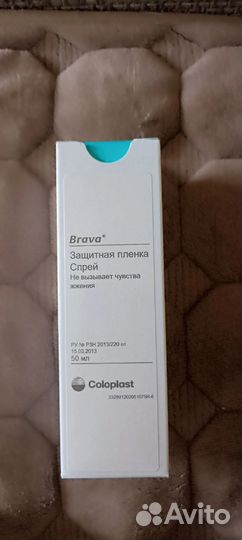 Brava®
Защитная пленка
Спрей
Не вызывает чувства
жжения
РУ № РЗН 2013/220 от
15.03.2013
50 мл
Coloplast
Avito